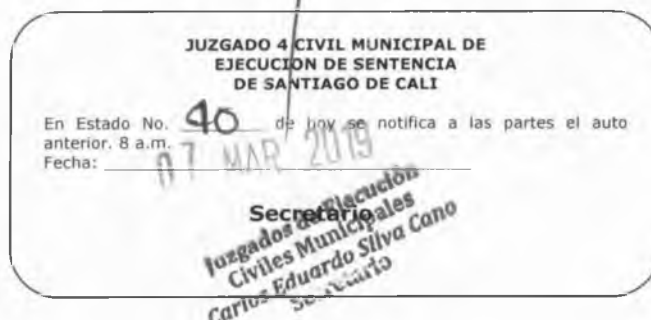 JUZGADO 4 CIVIL MUNICIPAL DE
EJECUCION DE SENTENCIA
DE SANTIAGO DE CALI
En Estado No. 40 de hoy se notifica a las partes el auto
anterior. 8 a.m.
Fecha: 07 MAR 2019
Secretario
Juzgados de Ejecución
Civiles Municipales
Carlos Eduardo Silva Cano
Secretario